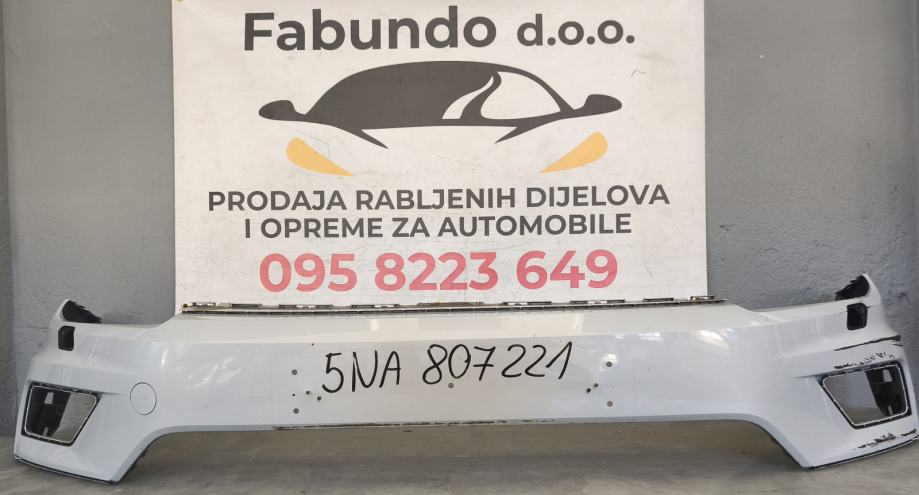 Fabundo d.o.o.
PRODAJA RABLJENIH DIJELOVA
I OPREME ZA AUTOMOBILE
095 8223 649
5NA 807221